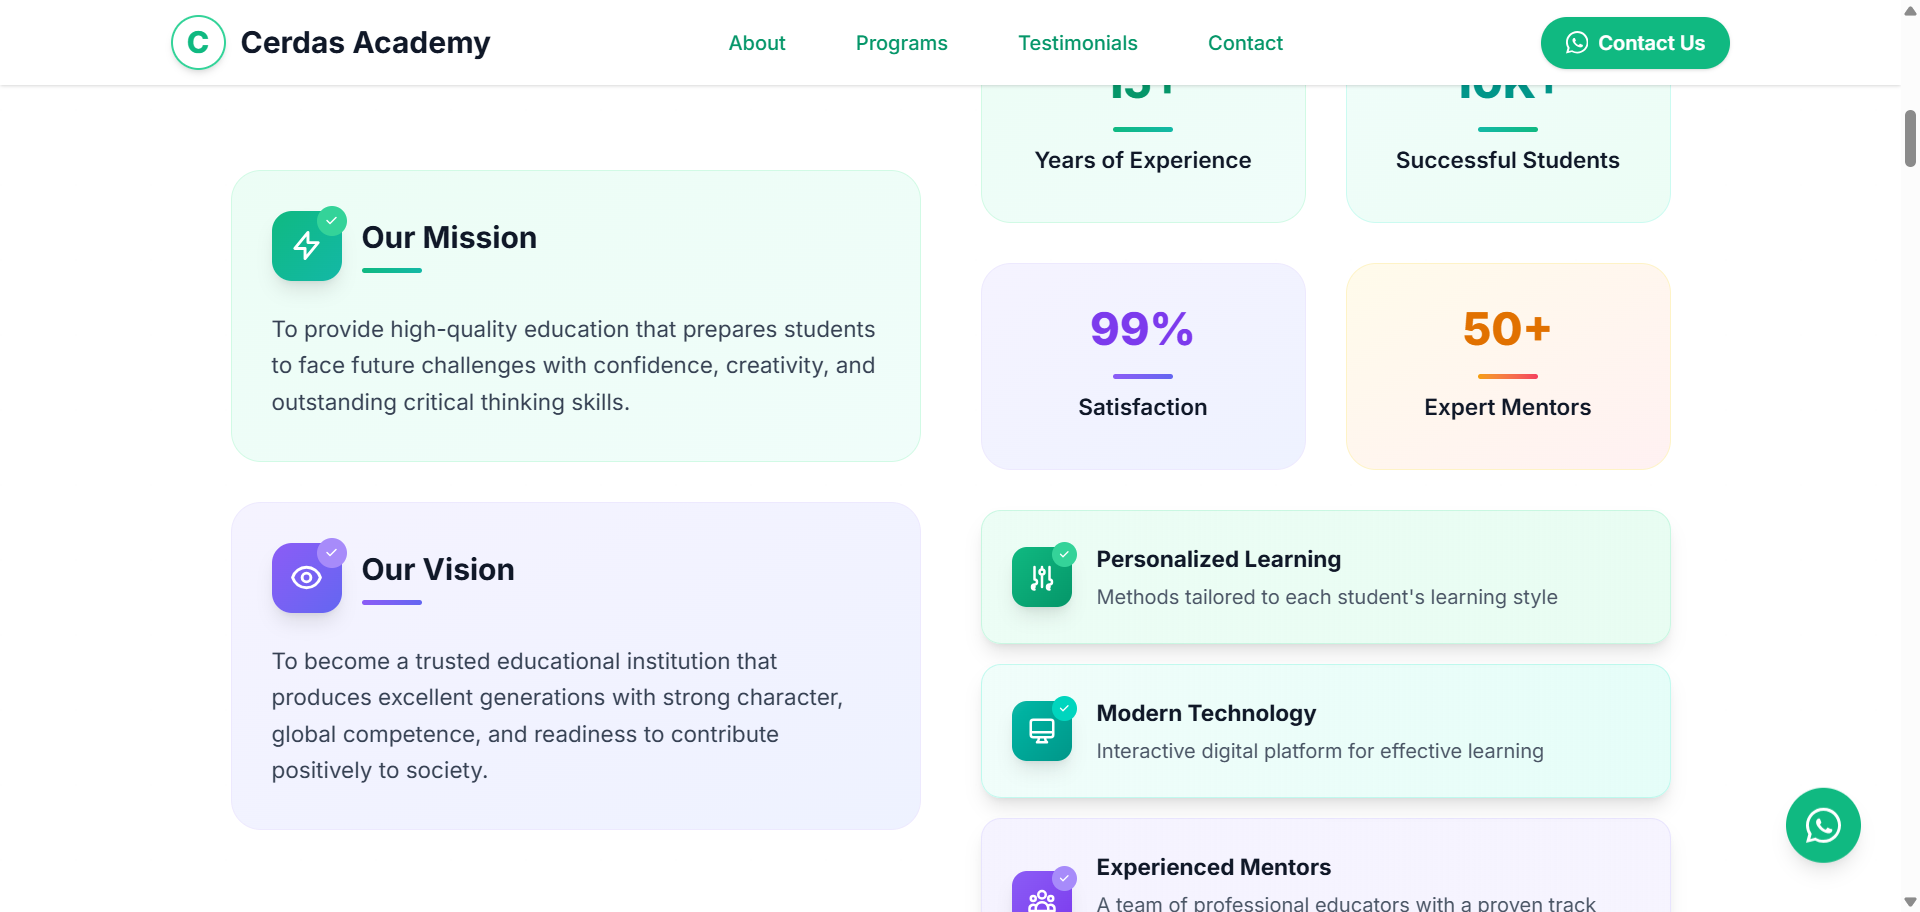 C Cerdas Academy
About
Programs
Testimonials
Contact
Contact Us
Our Mission
To provide high-quality education that prepares students
to face future challenges with confidence, creativity, and
outstanding critical thinking skills.
Our Vision
To become a trusted educational institution that
produces excellent generations with strong character,
global competence, and readiness to contribute
positively to society.
15+
Years of Experience
10k+
Successful Students
99%
Satisfaction
50+
Expert Mentors
Personalized Learning
Methods tailored to each student's learning style
Modern Technology
Interactive digital platform for effective learning
Experienced Mentors
A team of professional educators with a proven track